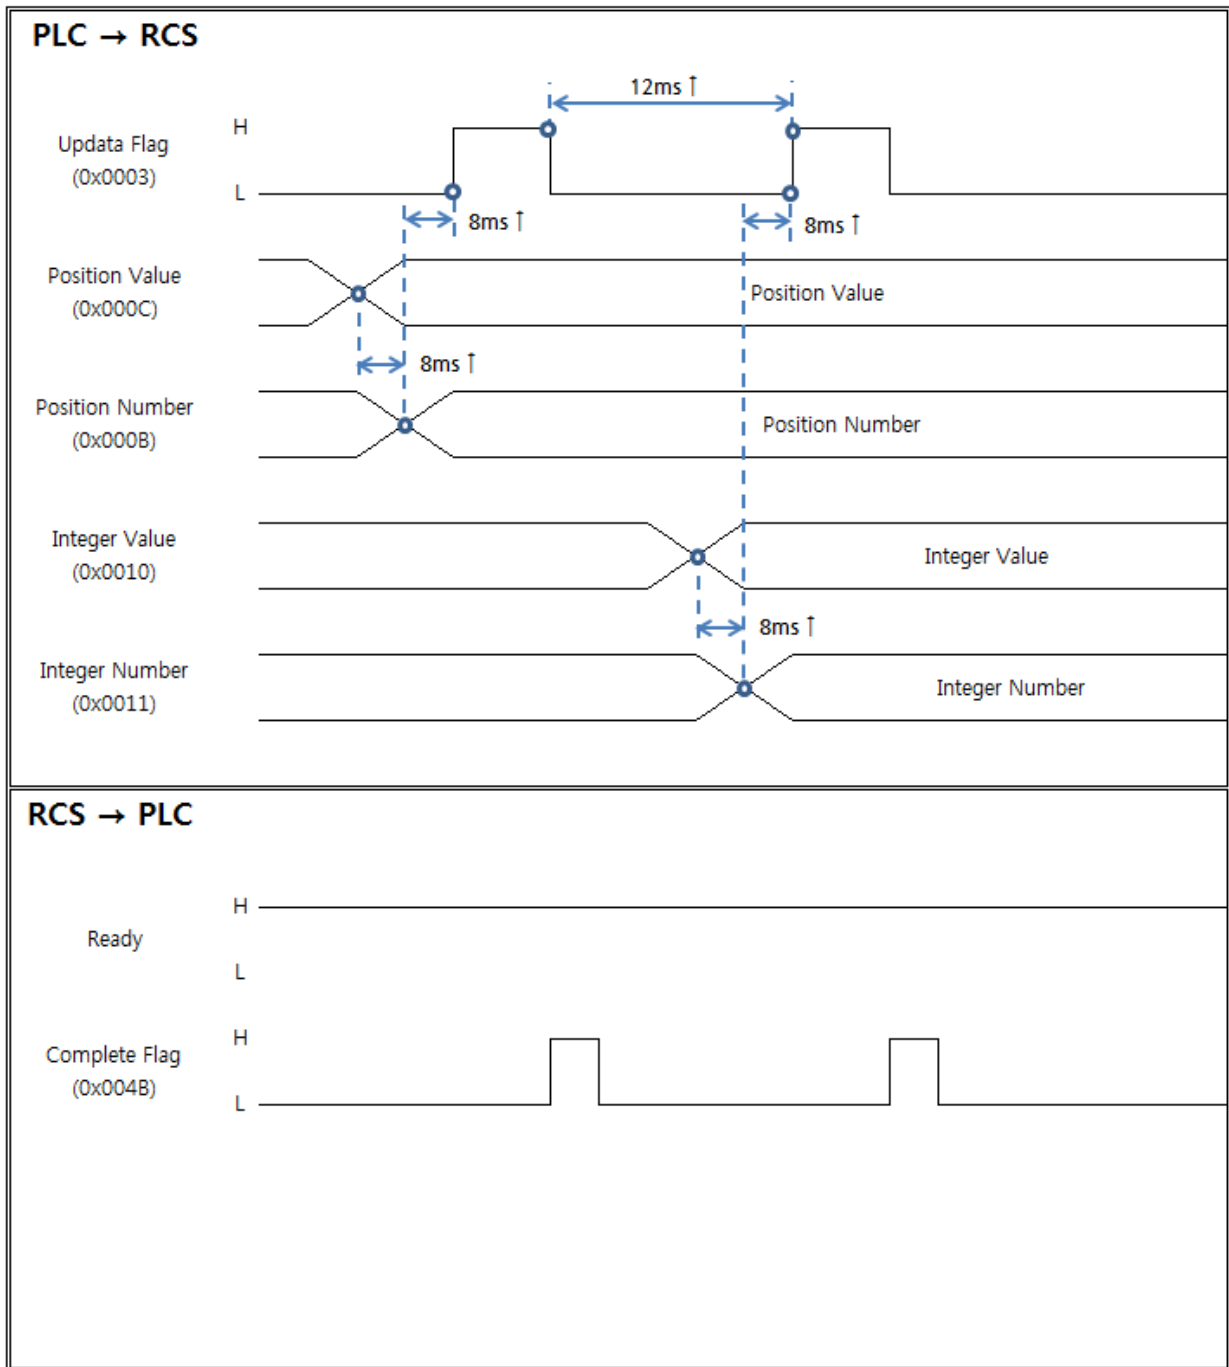 PLC → RCS
12ms ↑
H
Updata Flag
(0x0003)
L
8ms ↑
8ms ↑
Position Value
(0x000C)
Position Value
8ms ↑
Position Number
(0x000B)
Position Number
Integer Value
(0x0010)
Integer Value
8ms ↑
Integer Number
(0x0011)
Integer Number
RCS → PLC
H
Ready
L
H
Complete Flag
(0x004B)
L